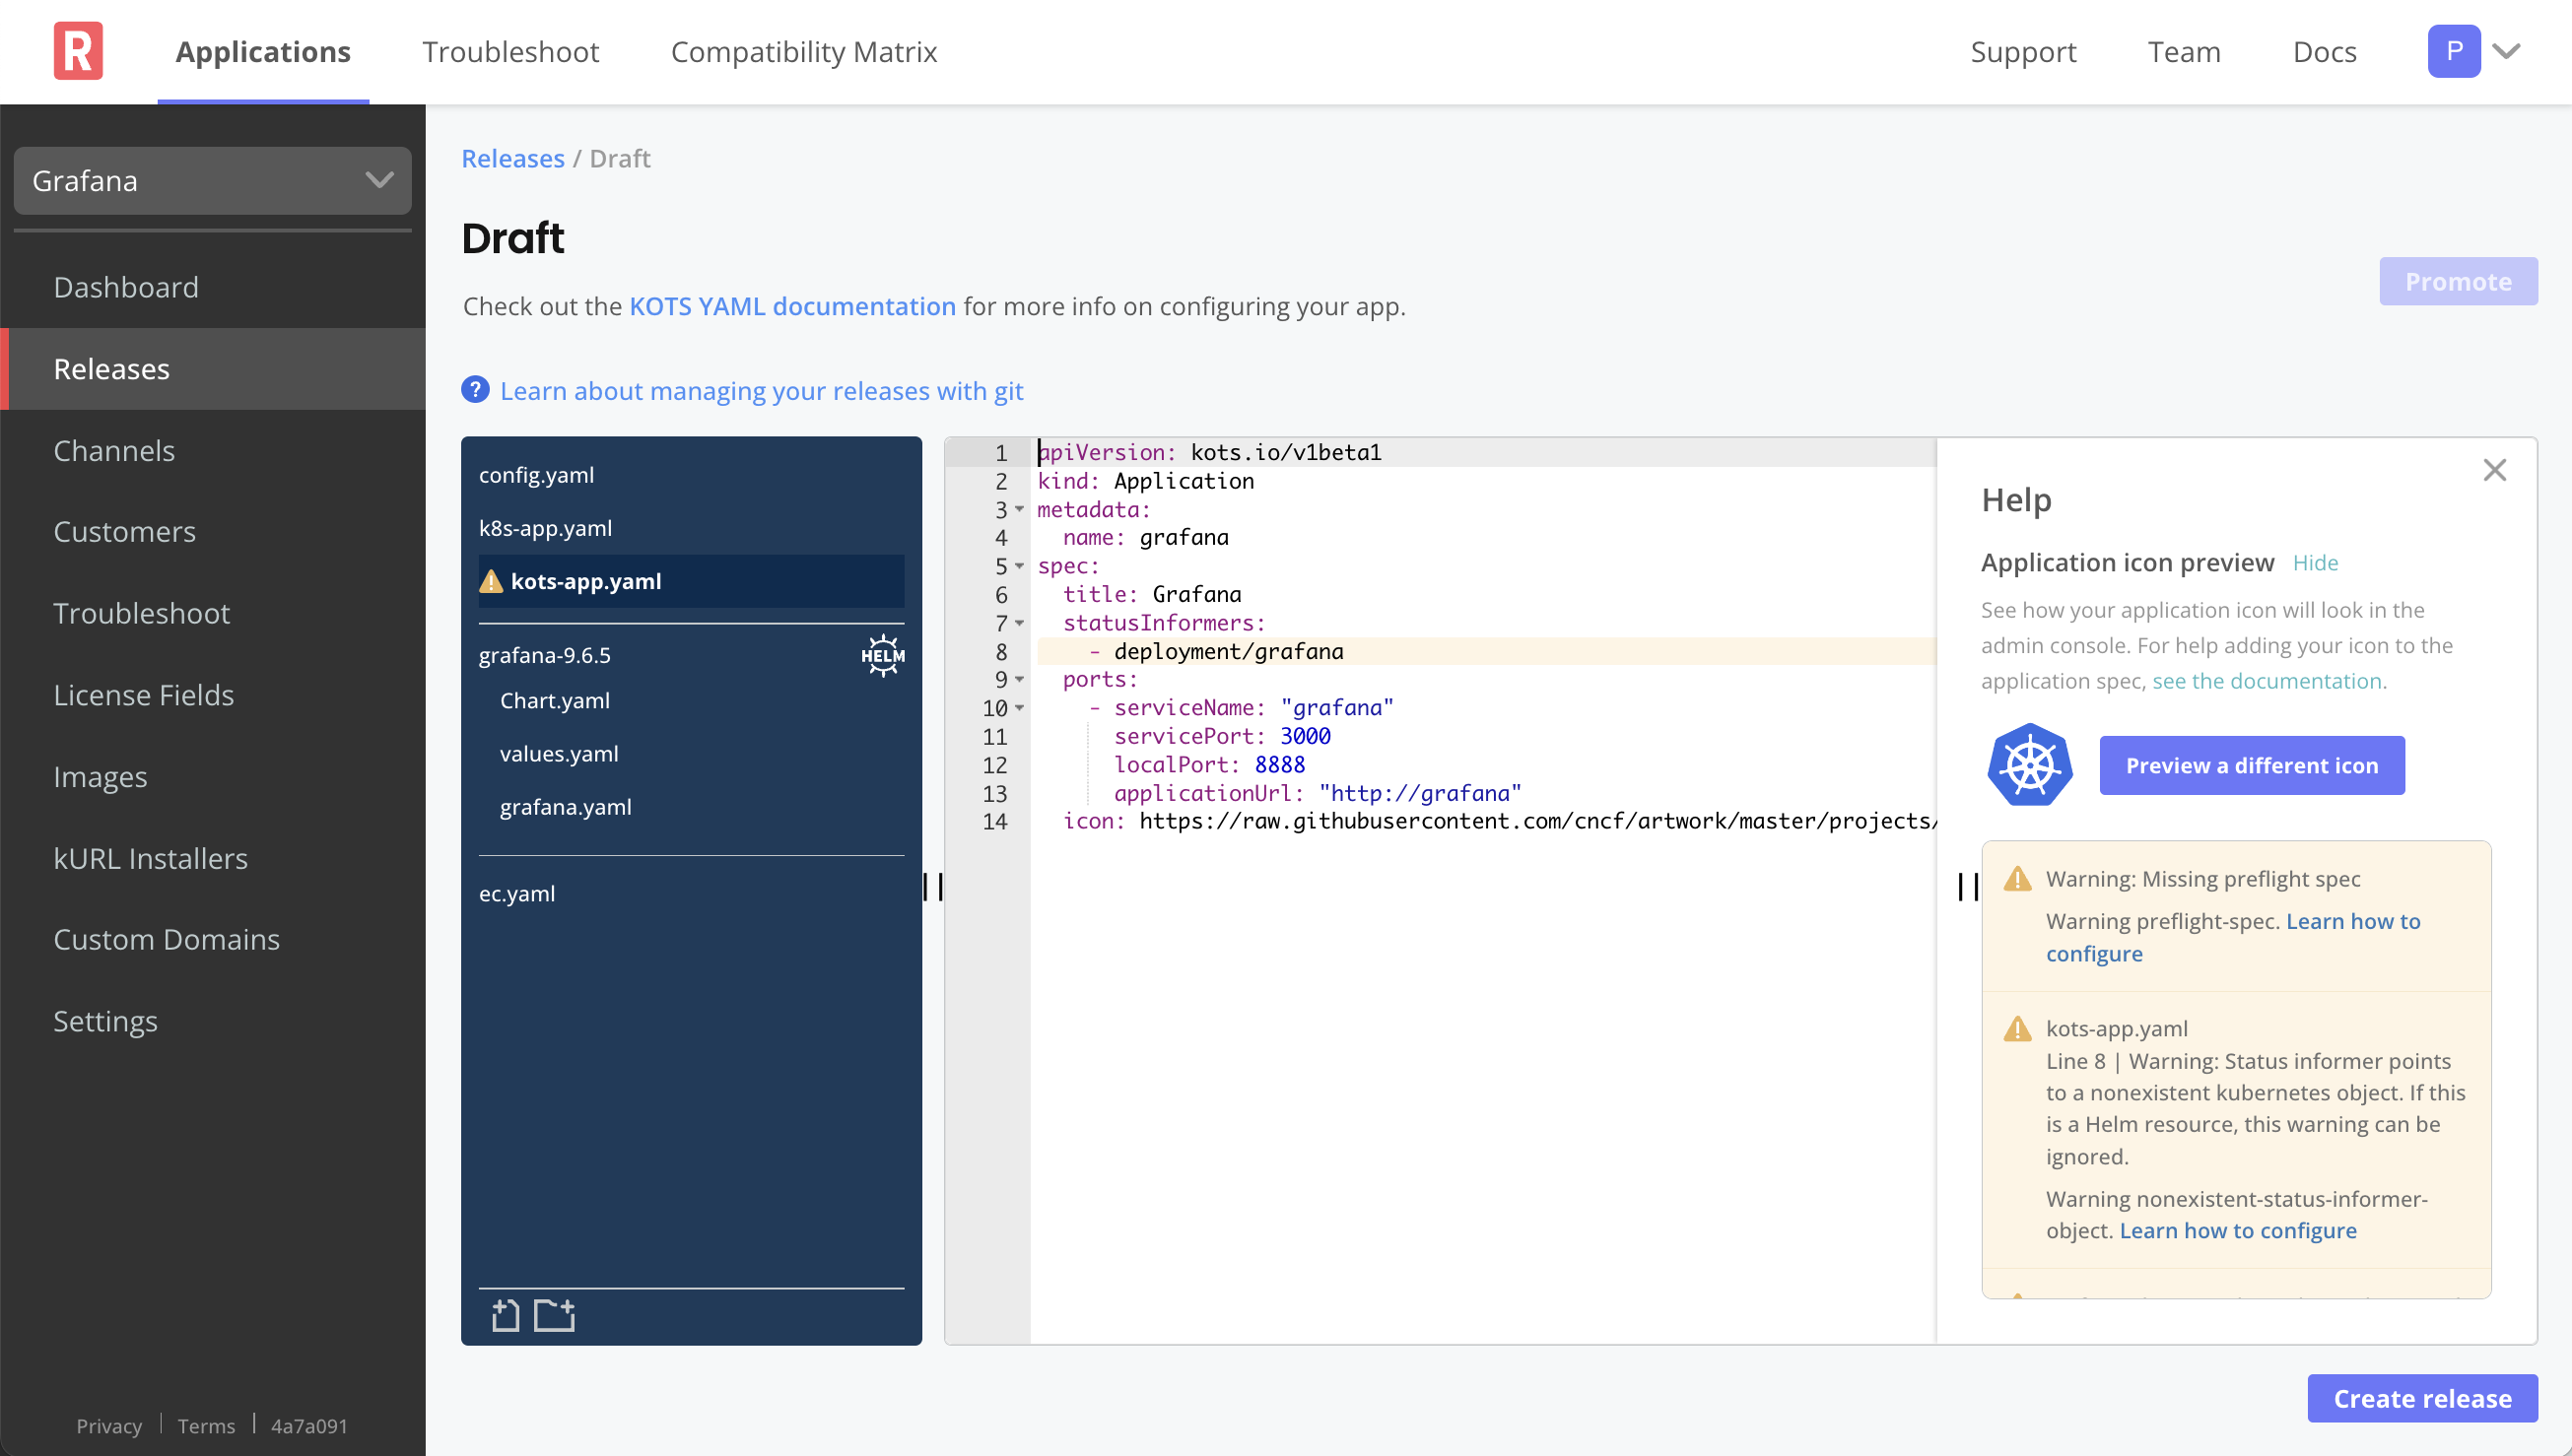 R Applications Troubleshoot Compatibility Matrix Support Team Docs P
Grafana
Dashboard
Releases
Channels
Customers
Troubleshoot
License Fields
Images
kURL Installers
Custom Domains
Settings
Privacy | Terms | 4a7a091
Releases / Draft
Draft
Check out the KOTS YAML documentation for more info on configuring your app.
Promote
? Learn about managing your releases with git
config.yaml
k8s-app.yaml
kots-app.yaml
grafana-9.6.5 HELM
Chart.yaml
values.yaml
grafana.yaml
ec.yaml
1 apiVersion: kots.io/v1beta1
2 kind: Application
3 metadata:
4   name: grafana
5 spec:
6   title: Grafana
7   statusInformers:
8     - deployment/grafana
9   ports:
10     - serviceName: "grafana"
11       servicePort: 3000
12       localPort: 8888
13       applicationUrl: "http://grafana"
14   icon: https://raw.githubusercontent.com/cncf/artwork/master/projects/
Help
Application icon preview Hide
See how your application icon will look in the
admin console. For help adding your icon to the
application spec, see the documentation.
Preview a different icon
Warning: Missing preflight spec
Warning preflight-spec. Learn how to
configure
kots-app.yaml
Line 8 | Warning: Status informer points
to a nonexistent kubernetes object. If this
is a Helm resource, this warning can be
ignored.
Warning nonexistent-status-informer-
object. Learn how to configure
Create release